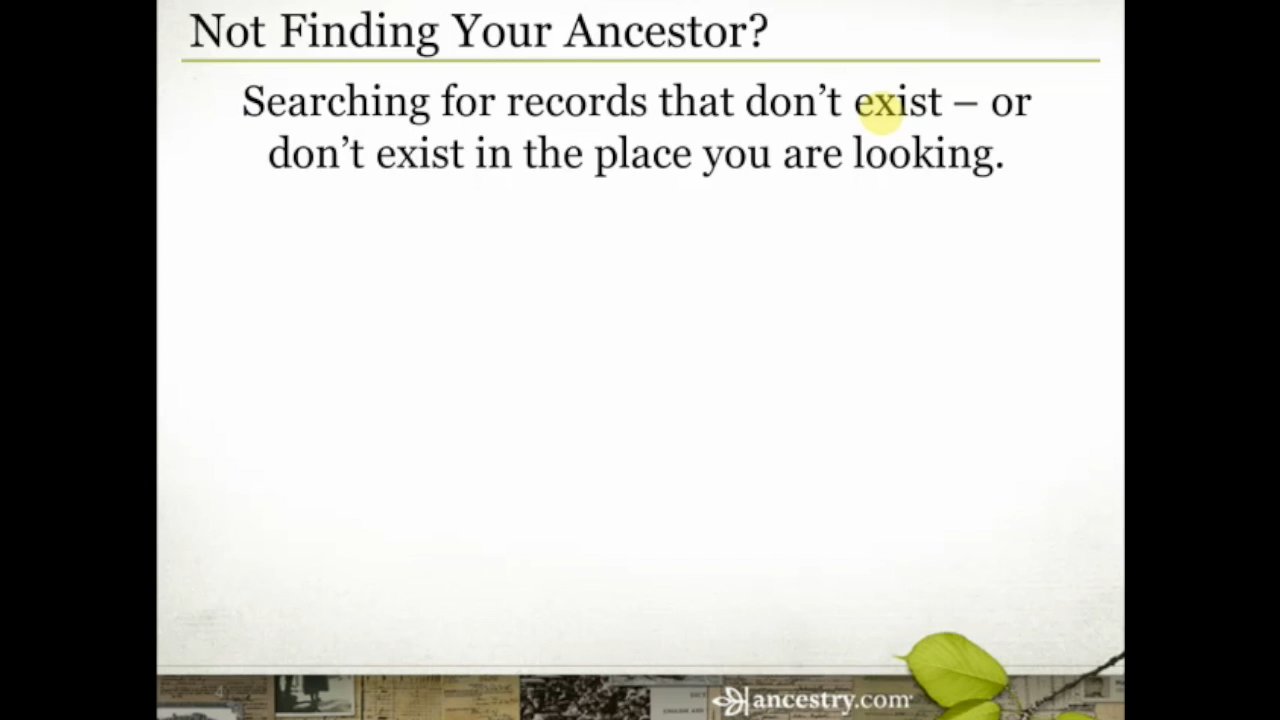 Not Finding Your Ancestor?
Searching for records that don’t exist – or
don’t exist in the place you are looking.
ancestry.com